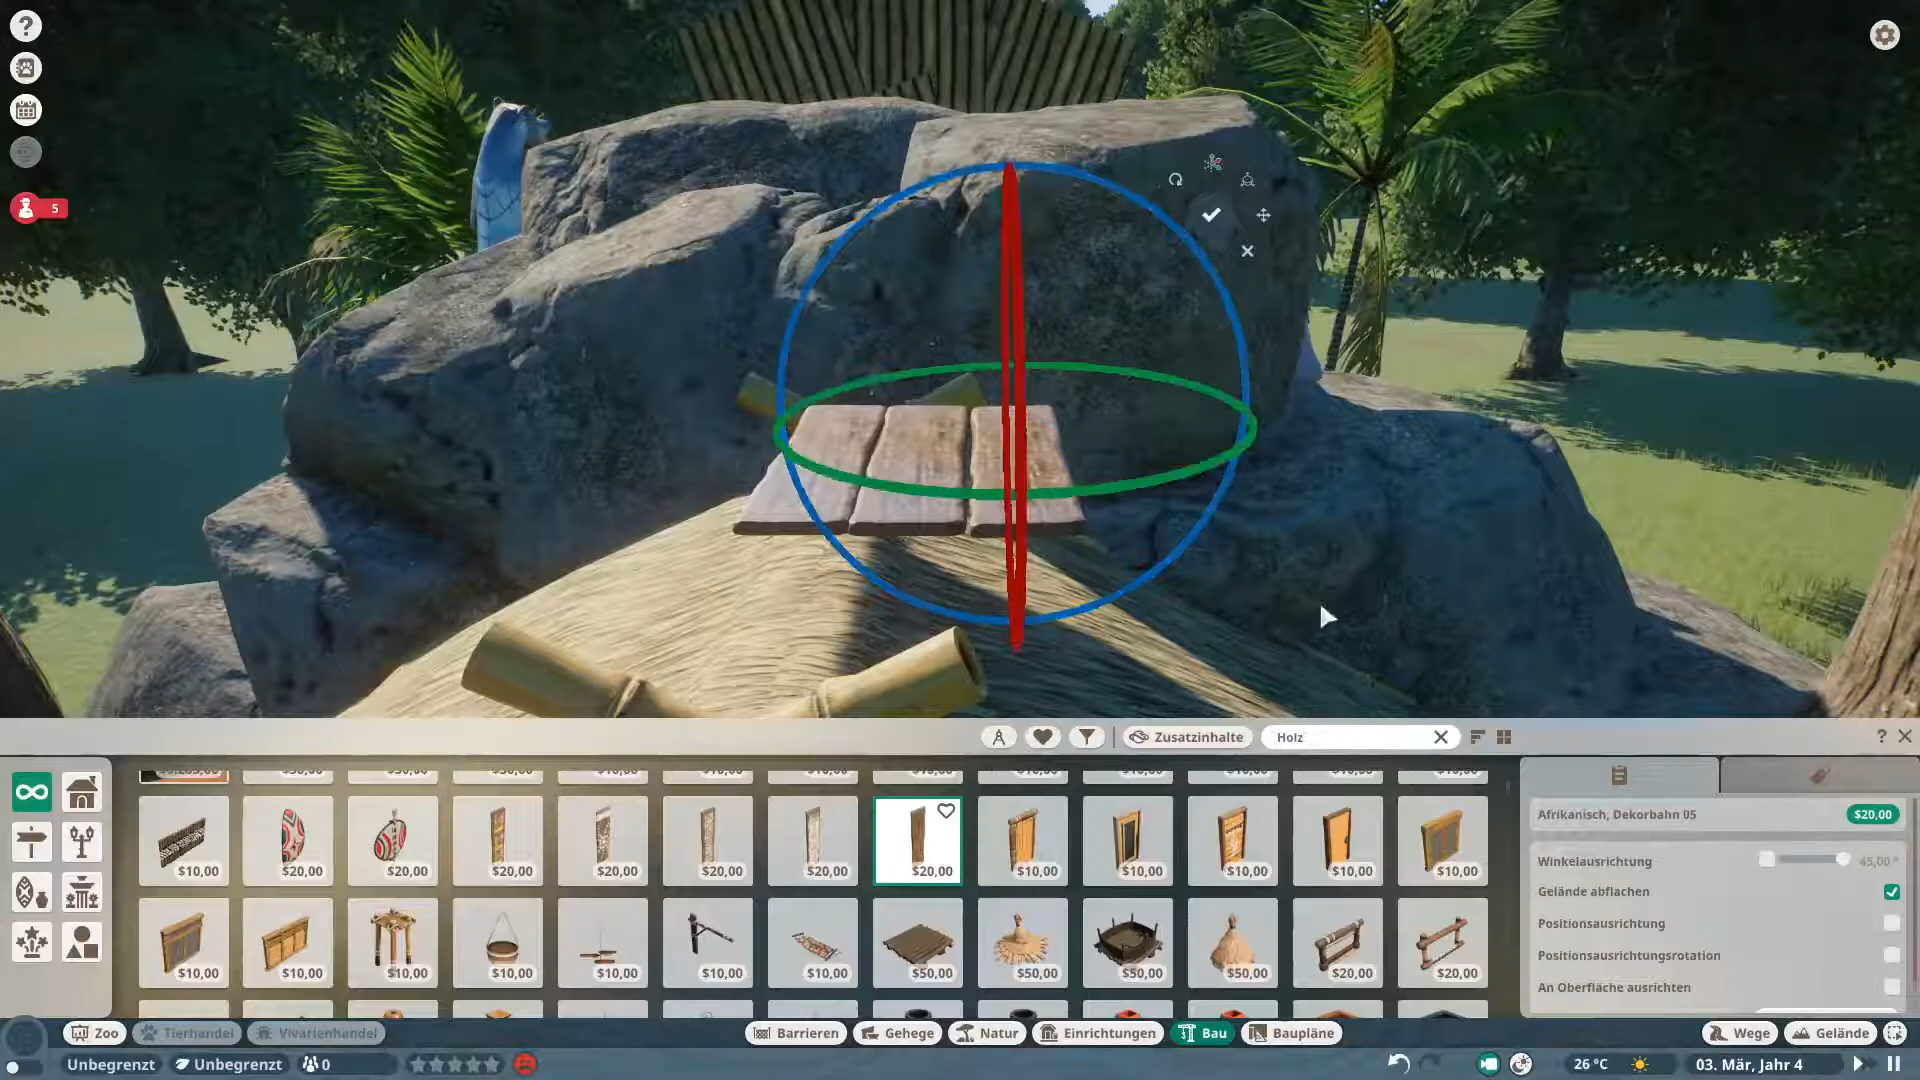 ?
5
Zusatzinhalte
Holz
?
$10,00 $20,00 $20,00 $20,00 $20,00 $20,00 $20,00 $20,00 $10,00 $10,00 $10,00 $10,00 $10,00
$10,00 $10,00 $10,00 $10,00 $10,00 $10,00 $10,00 $50,00 $50,00 $50,00 $50,00 $20,00 $20,00
Afrikanisch, Dekorbahn 05 $20,00
Winkelausrichtung 45,00 °
Gelände abflachen
Positionsausrichtung
Positionsausrichtungsrotation
An Oberfläche ausrichten
Zoo Tierhandel Vivarienhandel Barrieren Gehege Natur Einrichtungen Bau Baupläne Wege Gelände
Unbegrenzt Unbegrenzt 0 26 °C 03. Mär, Jahr 4